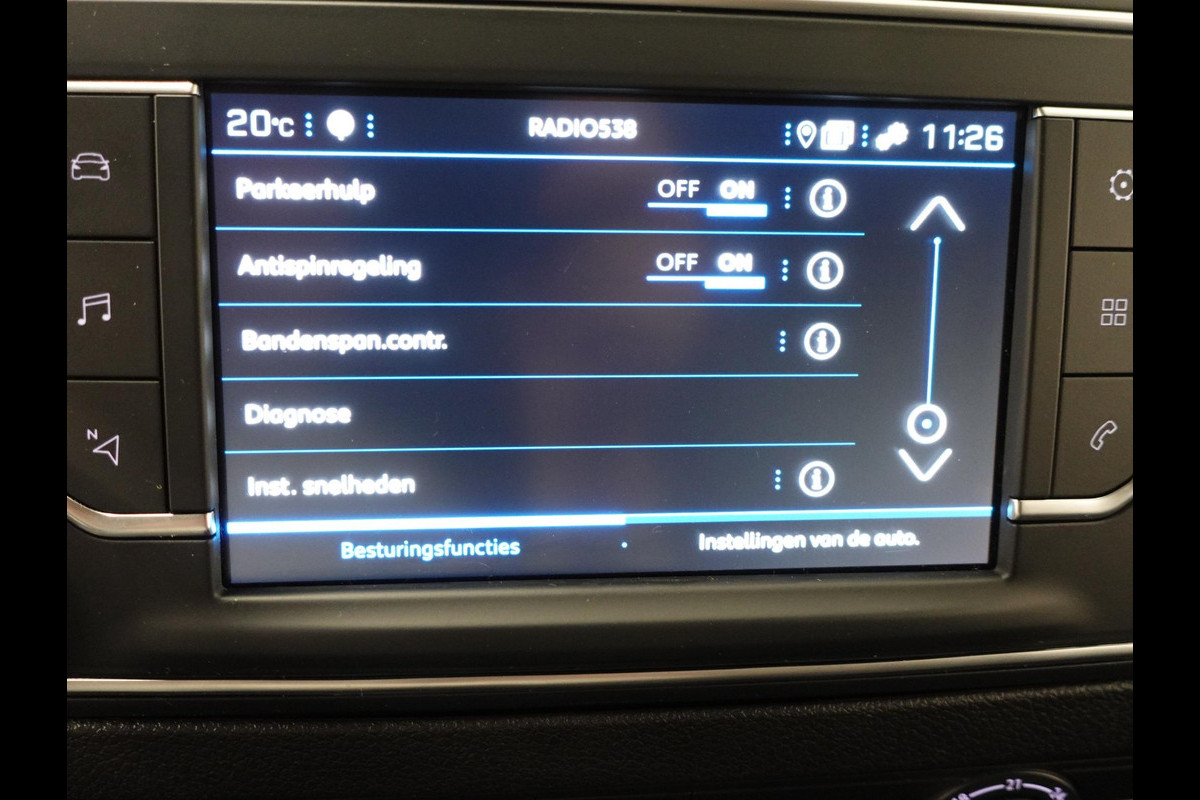 20°C RADIO538 11:26
Parkeerhulp OFF ON
Antispinregeling OFF ON
Bandenspan.contr.
Diagnose
N
Inst. snelheden
Besturingsfuncties Instellingen van de auto.
21